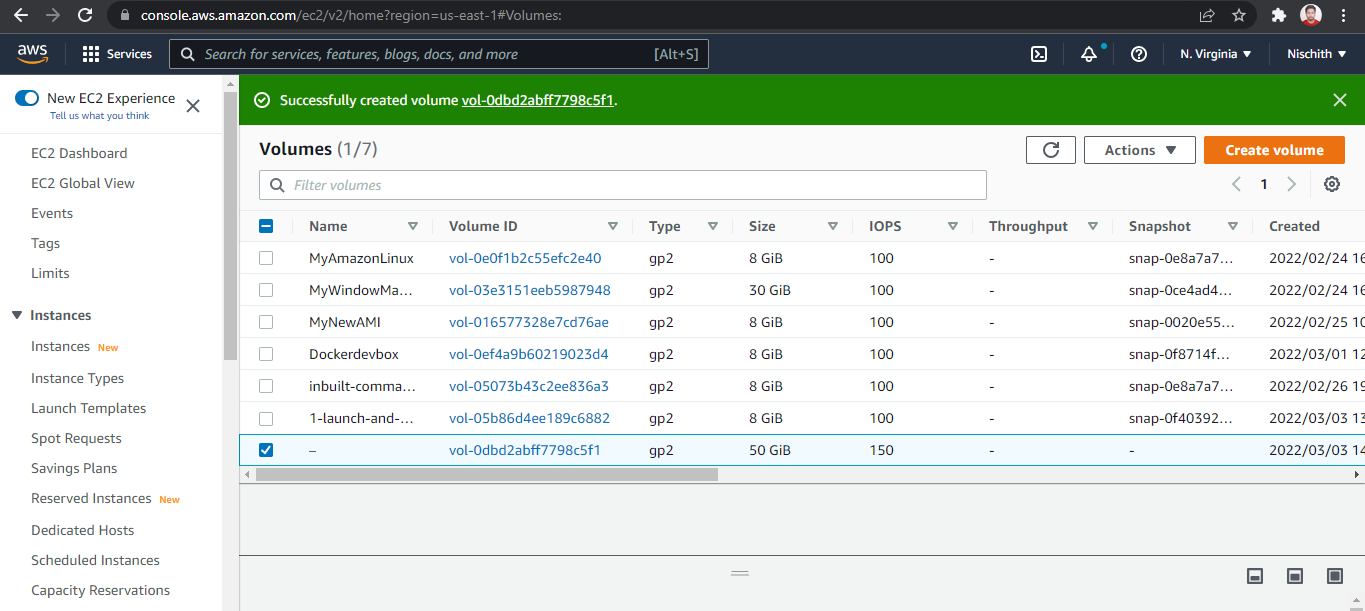 console.aws.amazon.com/ec2/v2/home?region=us-east-1#Volumes:
aws
Services
Search for services, features, blogs, docs, and more
[Alt+S]
N. Virginia
Nischith
New EC2 Experience
Tell us what you think
EC2 Dashboard
EC2 Global View
Events
Tags
Limits
Instances
Instances New
Instance Types
Launch Templates
Spot Requests
Savings Plans
Reserved Instances New
Dedicated Hosts
Scheduled Instances
Capacity Reservations
Successfully created volume vol-0dbd2abff7798c5f1.
Volumes (1/7)
Actions
Create volume
Filter volumes
1
Name Volume ID Type Size IOPS Throughput Snapshot Created
MyAmazonLinux vol-0e0f1b2c55efc2e40 gp2 8 GiB 100 - snap-0e8a7a7... 2022/02/24 16
MyWindowMa... vol-03e3151eeb5987948 gp2 30 GiB 100 - snap-0ce4ad4... 2022/02/24 16
MyNewAMI vol-016577328e7cd76ae gp2 8 GiB 100 - snap-0020e55... 2022/02/25 10
Dockerdevbox vol-0ef4a9b60219023d4 gp2 8 GiB 100 - snap-0f8714f... 2022/03/01 12
inbuilt-comma... vol-05073b43c2ee836a3 gp2 8 GiB 100 - snap-0e8a7a7... 2022/02/26 19
1-launch-and-... vol-05b86d4ee189c6882 gp2 8 GiB 100 - snap-0f40392... 2022/03/03 13
– vol-0dbd2abff7798c5f1 gp2 50 GiB 150 - - 2022/03/03 14